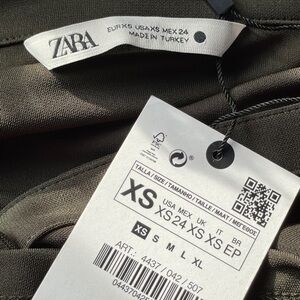 ZARA
EUR XS USA XS MEX 24
MADE IN TURKEY
FSC
TALLA / SIZE / TAMANHO / TAILLE / MAAT /
XS
USA MEX UK IT BR
XS 24 XS XS EP
XS S M L XL
ART.: 4437 / 042 / 507